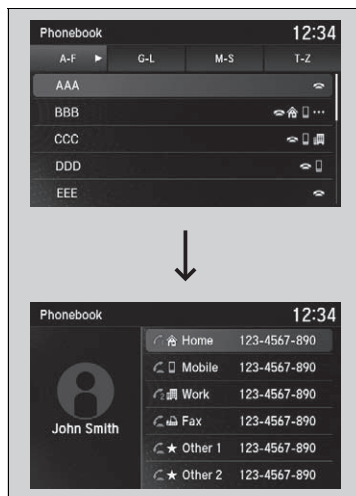 Phonebook 12:34
A-F G-L M-S T-Z
AAA
BBB
CCC
DDD
EEE
Phonebook 12:34
Home 123-4567-890
Mobile 123-4567-890
Work 123-4567-890
Fax 123-4567-890
John Smith
Other 1 123-4567-890
Other 2 123-4567-890